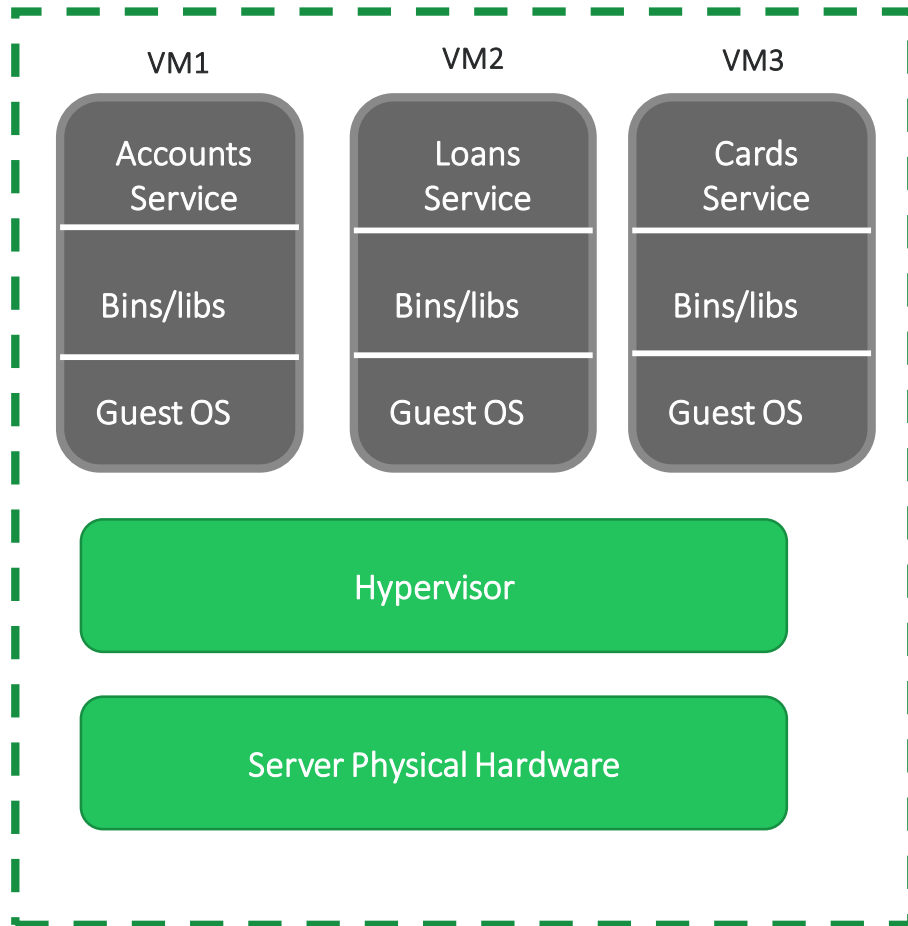 VM1
VM2
VM3
Accounts
Service
Loans
Service
Cards
Service
Bins/libs
Bins/libs
Bins/libs
Guest OS
Guest OS
Guest OS
Hypervisor
Server Physical Hardware